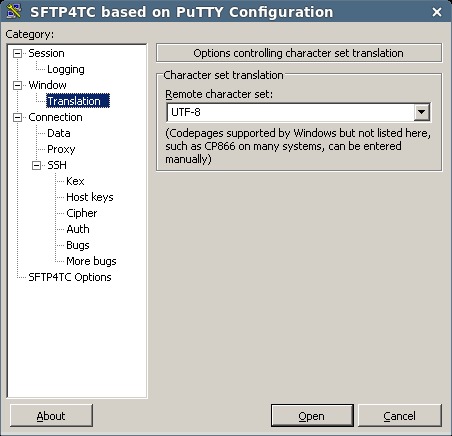 SFTP4TC based on PuTTY Configuration
Category:
Session
Logging
Window
Translation
Connection
Data
Proxy
SSH
Kex
Host keys
Cipher
Auth
Bugs
More bugs
SFTP4TC Options
Options controlling character set translation
Character set translation
Remote character set:
UTF-8
(Codepages supported by Windows but not listed here,
such as CP866 on many systems, can be entered
manually)
About
Open
Cancel